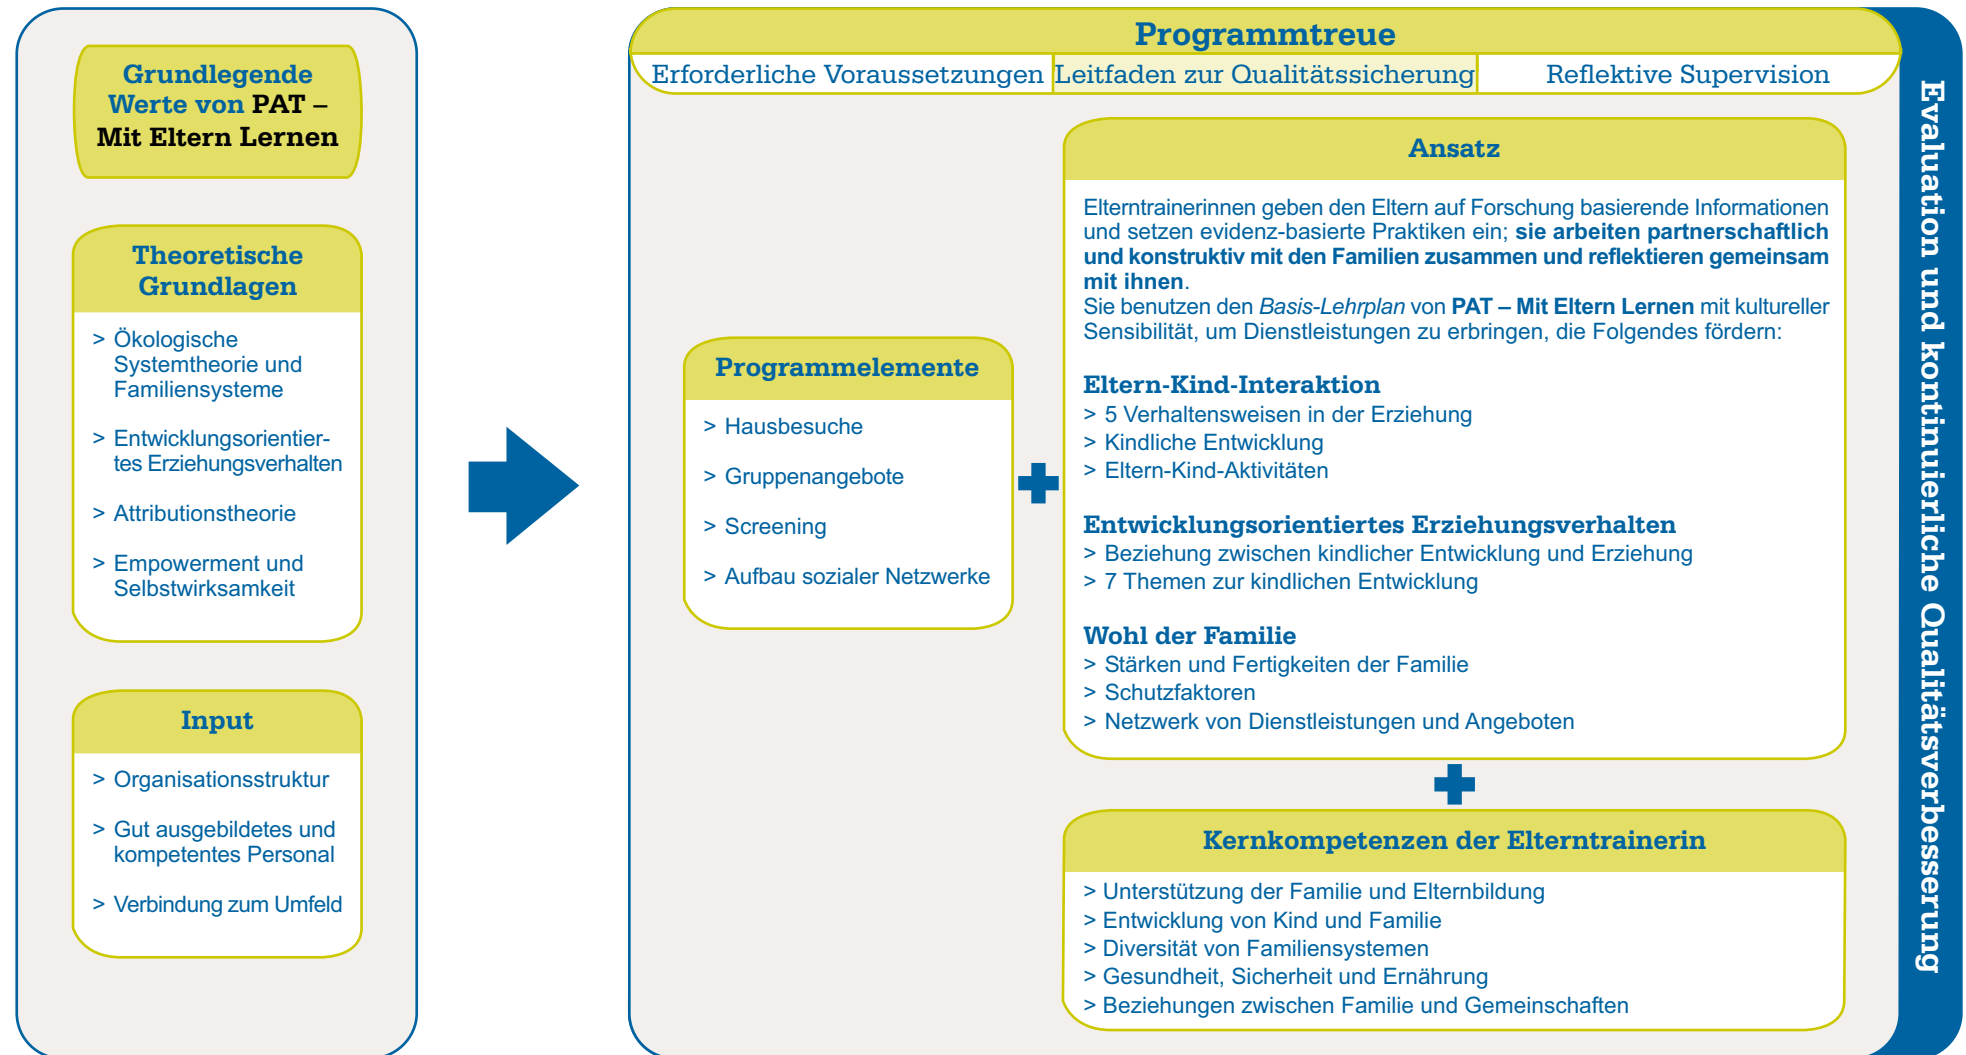 Grundlegende
Werte von PAT –
Mit Eltern Lernen
Theoretische
Grundlagen
> Ökologische
Systemtheorie und
Familiensysteme
> Entwicklungsorientier-
tes Erziehungsverhalten
> Attributionstheorie
> Empowerment und
Selbstwirksamkeit
Input
> Organisationsstruktur
> Gut ausgebildetes und
kompetentes Personal
> Verbindung zum Umfeld
Programmtreue
Erforderliche Voraussetzungen
Leitfaden zur Qualitätssicherung
Reflektive Supervision
Programmelemente
> Hausbesuche
> Gruppenangebote
> Screening
> Aufbau sozialer Netzwerke
Ansatz
Elterntrainerinnen geben den Eltern auf Forschung basierende Informationen
und setzen evidenz-basierte Praktiken ein; sie arbeiten partnerschaftlich
und konstruktiv mit den Familien zusammen und reflektieren gemeinsam
mit ihnen.
Sie benutzen den Basis-Lehrplan von PAT – Mit Eltern Lernen mit kultureller
Sensibilität, um Dienstleistungen zu erbringen, die Folgendes fördern:
Eltern-Kind-Interaktion
> 5 Verhaltensweisen in der Erziehung
> Kindliche Entwicklung
> Eltern-Kind-Aktivitäten
Entwicklungsorientiertes Erziehungsverhalten
> Beziehung zwischen kindlicher Entwicklung und Erziehung
> 7 Themen zur kindlichen Entwicklung
Wohl der Familie
> Stärken und Fertigkeiten der Familie
> Schutzfaktoren
> Netzwerk von Dienstleistungen und Angeboten
Kernkompetenzen der Elterntrainerin
> Unterstützung der Familie und Elternbildung
> Entwicklung von Kind und Familie
> Diversität von Familiensystemen
> Gesundheit, Sicherheit und Ernährung
> Beziehungen zwischen Familie und Gemeinschaften
Evaluation und kontinuierliche Qualitätsverbesserung